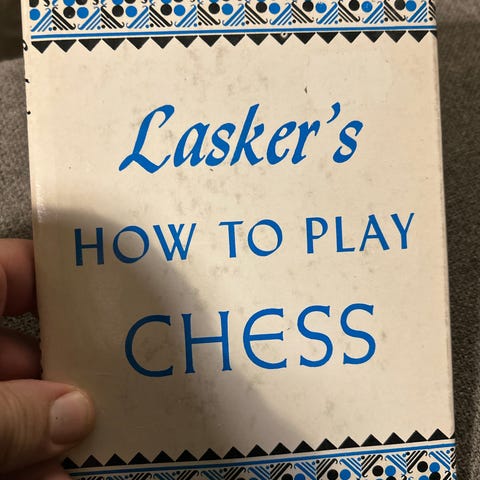 Lasker's
HOW TO PLAY
CHESS